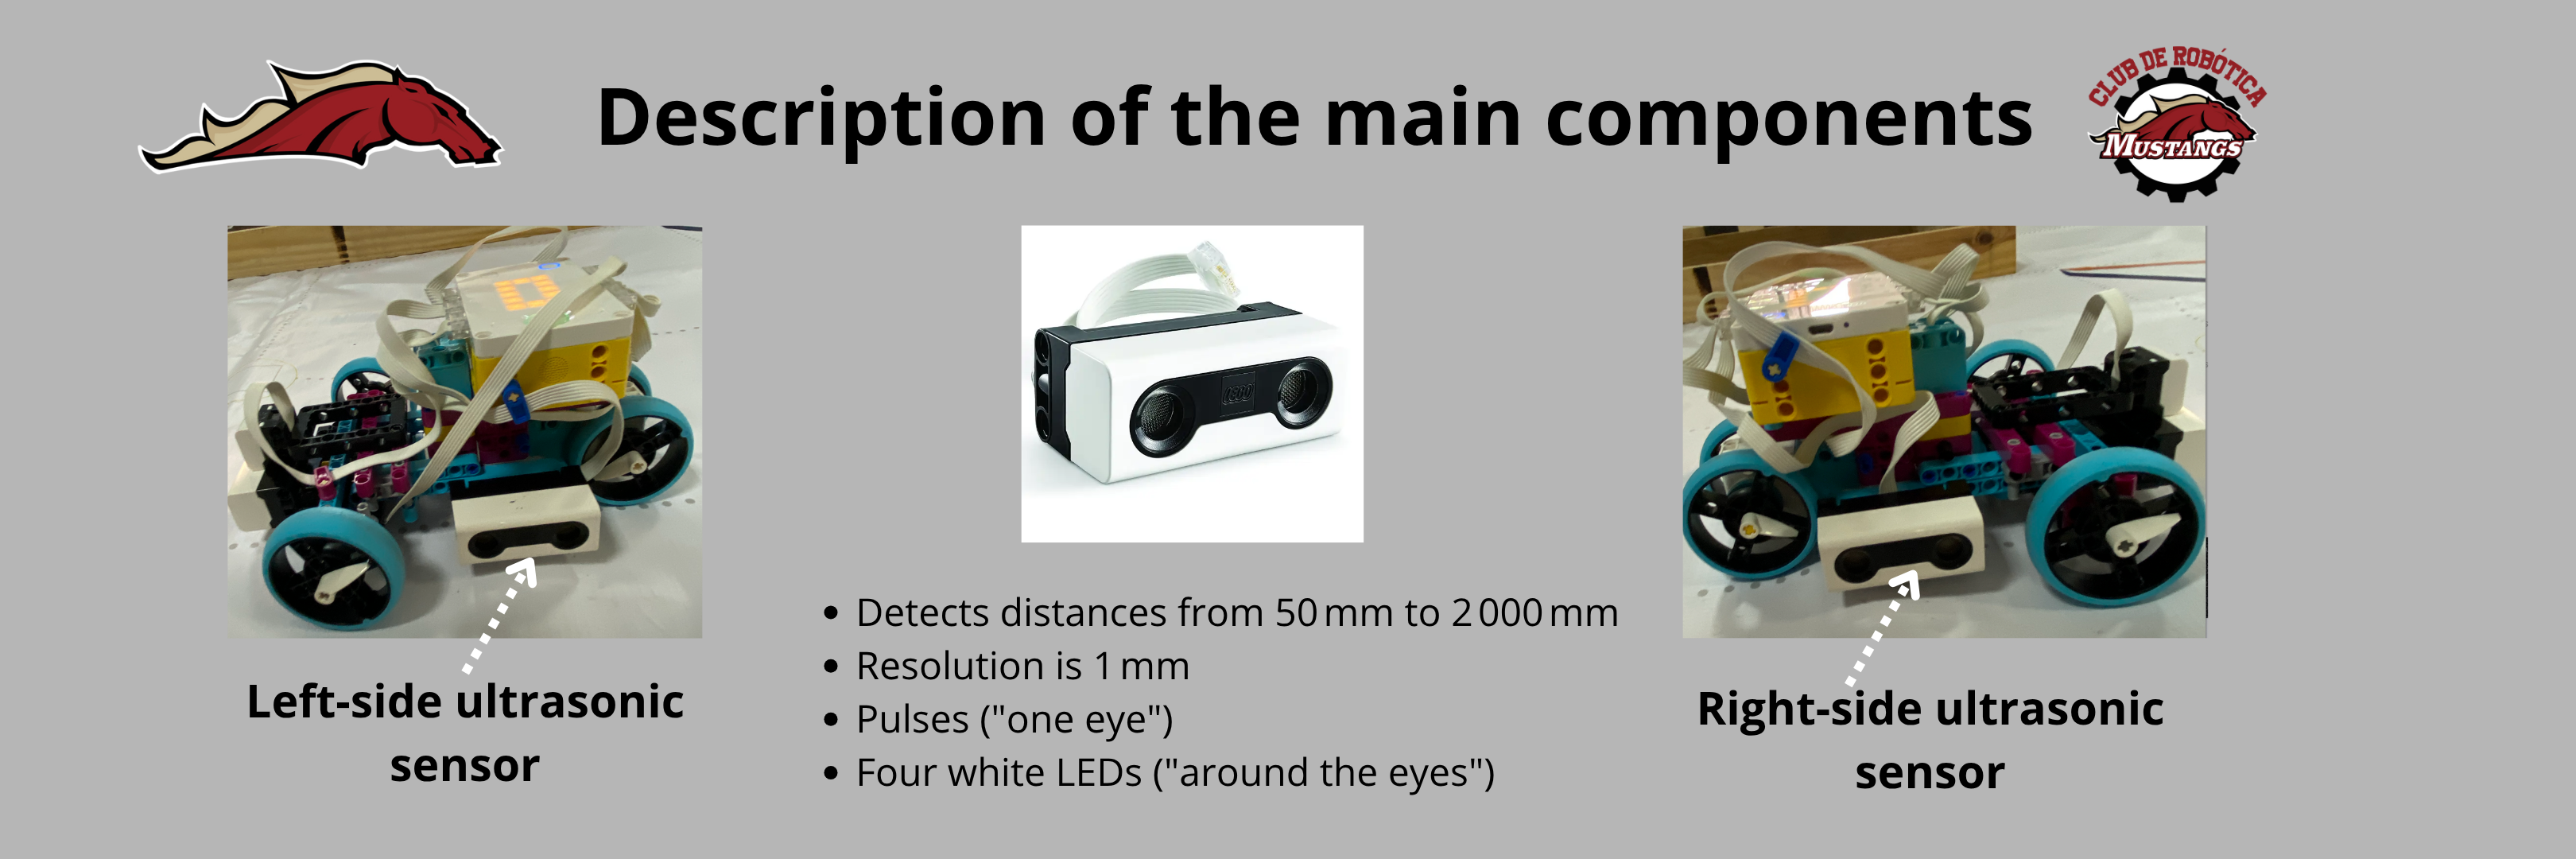 Description of the main components
CLUB DE ROBÓTICA
MUSTANGS
LEGO
Left-side ultrasonic
sensor
• Detects distances from 50 mm to 2 000 mm
• Resolution is 1 mm
• Pulses ("one eye")
• Four white LEDs ("around the eyes")
Right-side ultrasonic
sensor